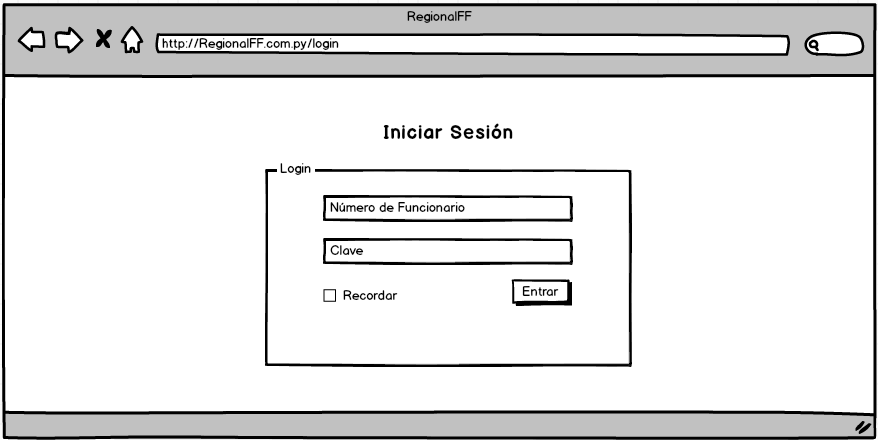 RegionalFF
http://RegionalFF.com.py/login
Iniciar Sesión
Login
Número de Funcionario
Clave
Recordar
Entrar